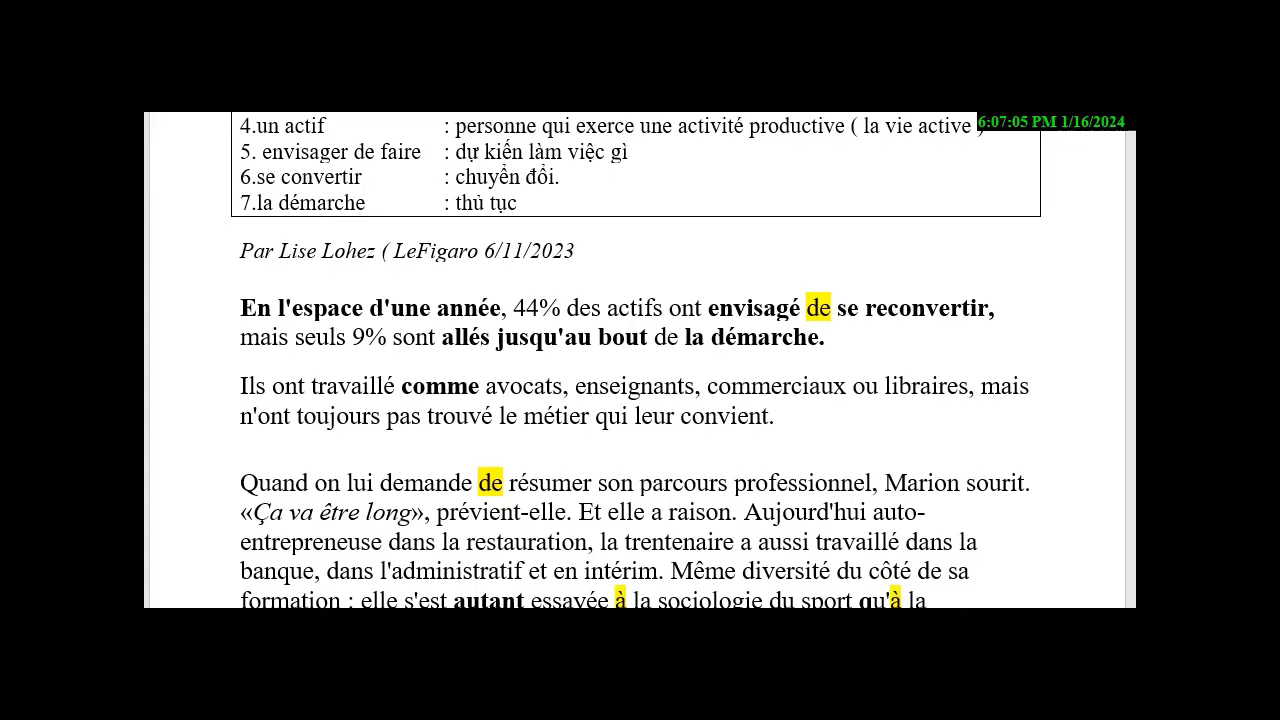 4.un actif : personne qui exerce une activité productive ( la vie active )
6:07:05 PM 1/16/2024
5. envisager de faire : dự kiến làm việc gì
6.se convertir : chuyển đổi.
7.la démarche : thủ tục
Par Lise Lohez ( LeFigaro 6/11/2023
En l'espace d'une année, 44% des actifs ont envisagé de se reconvertir,
mais seuls 9% sont allés jusqu'au bout de la démarche.
Ils ont travaillé comme avocats, enseignants, commerciaux ou libraires, mais
n'ont toujours pas trouvé le métier qui leur convient.
Quand on lui demande de résumer son parcours professionnel, Marion sourit.
«Ça va être long», prévient-elle. Et elle a raison. Aujourd'hui auto-
entrepreneuse dans la restauration, la trentenaire a aussi travaillé dans la
banque, dans l'administratif et en intérim. Même diversité du côté de sa
formation : elle s'est autant essayée à la sociologie du sport qu'à la